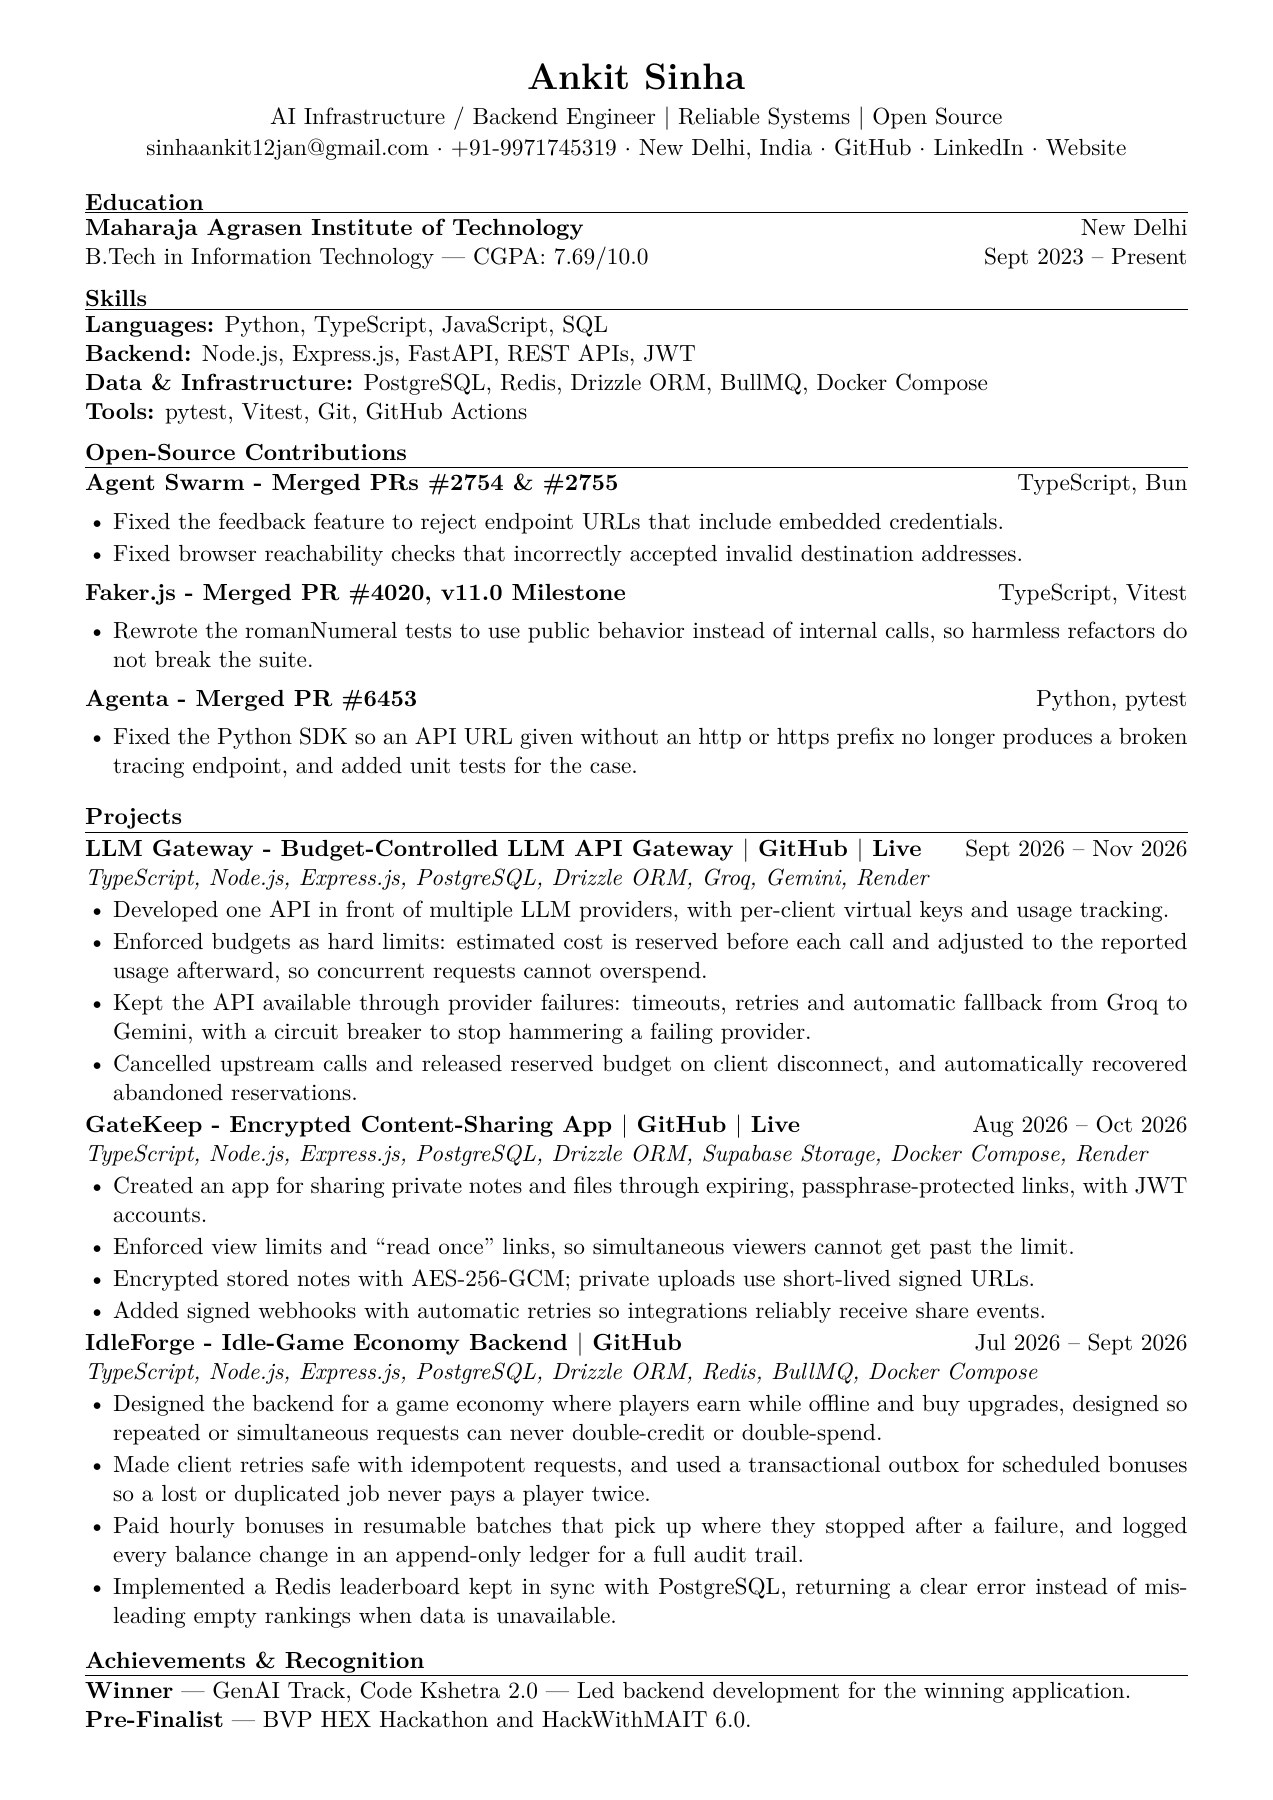 Ankit Sinha
AI Infrastructure / Backend Engineer | Reliable Systems | Open Source
sinhaankit12jan@gmail.com · +91-9971745319 · New Delhi, India · GitHub · LinkedIn · Website
Education
Maharaja Agrasen Institute of Technology New Delhi
B.Tech in Information Technology — CGPA: 7.69/10.0 Sept 2023 – Present
Skills
Languages: Python, TypeScript, JavaScript, SQL
Backend: Node.js, Express.js, FastAPI, REST APIs, JWT
Data & Infrastructure: PostgreSQL, Redis, Drizzle ORM, BullMQ, Docker Compose
Tools: pytest, Vitest, Git, GitHub Actions
Open-Source Contributions
Agent Swarm - Merged PRs #2754 & #2755 TypeScript, Bun
• Fixed the feedback feature to reject endpoint URLs that include embedded credentials.
• Fixed browser reachability checks that incorrectly accepted invalid destination addresses.
Faker.js - Merged PR #4020, v11.0 Milestone TypeScript, Vitest
• Rewrote the romanNumeral tests to use public behavior instead of internal calls, so harmless refactors do
not break the suite.
Agenta - Merged PR #6453 Python, pytest
• Fixed the Python SDK so an API URL given without an http or https prefix no longer produces a broken
tracing endpoint, and added unit tests for the case.
Projects
LLM Gateway - Budget-Controlled LLM API Gateway | GitHub | Live Sept 2026 – Nov 2026
TypeScript, Node.js, Express.js, PostgreSQL, Drizzle ORM, Groq, Gemini, Render
• Developed one API in front of multiple LLM providers, with per-client virtual keys and usage tracking.
• Enforced budgets as hard limits: estimated cost is reserved before each call and adjusted to the reported
usage afterward, so concurrent requests cannot overspend.
• Kept the API available through provider failures: timeouts, retries and automatic fallback from Groq to
Gemini, with a circuit breaker to stop hammering a failing provider.
• Cancelled upstream calls and released reserved budget on client disconnect, and automatically recovered
abandoned reservations.
GateKeep - Encrypted Content-Sharing App | GitHub | Live Aug 2026 – Oct 2026
TypeScript, Node.js, Express.js, PostgreSQL, Drizzle ORM, Supabase Storage, Docker Compose, Render
• Created an app for sharing private notes and files through expiring, passphrase-protected links, with JWT
accounts.
• Enforced view limits and “read once” links, so simultaneous viewers cannot get past the limit.
• Encrypted stored notes with AES-256-GCM; private uploads use short-lived signed URLs.
• Added signed webhooks with automatic retries so integrations reliably receive share events.
IdleForge - Idle-Game Economy Backend | GitHub Jul 2026 – Sept 2026
TypeScript, Node.js, Express.js, PostgreSQL, Drizzle ORM, Redis, BullMQ, Docker Compose
• Designed the backend for a game economy where players earn while offline and buy upgrades, designed so
repeated or simultaneous requests can never double-credit or double-spend.
• Made client retries safe with idempotent requests, and used a transactional outbox for scheduled bonuses
so a lost or duplicated job never pays a player twice.
• Paid hourly bonuses in resumable batches that pick up where they stopped after a failure, and logged
every balance change in an append-only ledger for a full audit trail.
• Implemented a Redis leaderboard kept in sync with PostgreSQL, returning a clear error instead of mis-
leading empty rankings when data is unavailable.
Achievements & Recognition
Winner — GenAI Track, Code Kshetra 2.0 — Led backend development for the winning application.
Pre-Finalist — BVP HEX Hackathon and HackWithMAIT 6.0.